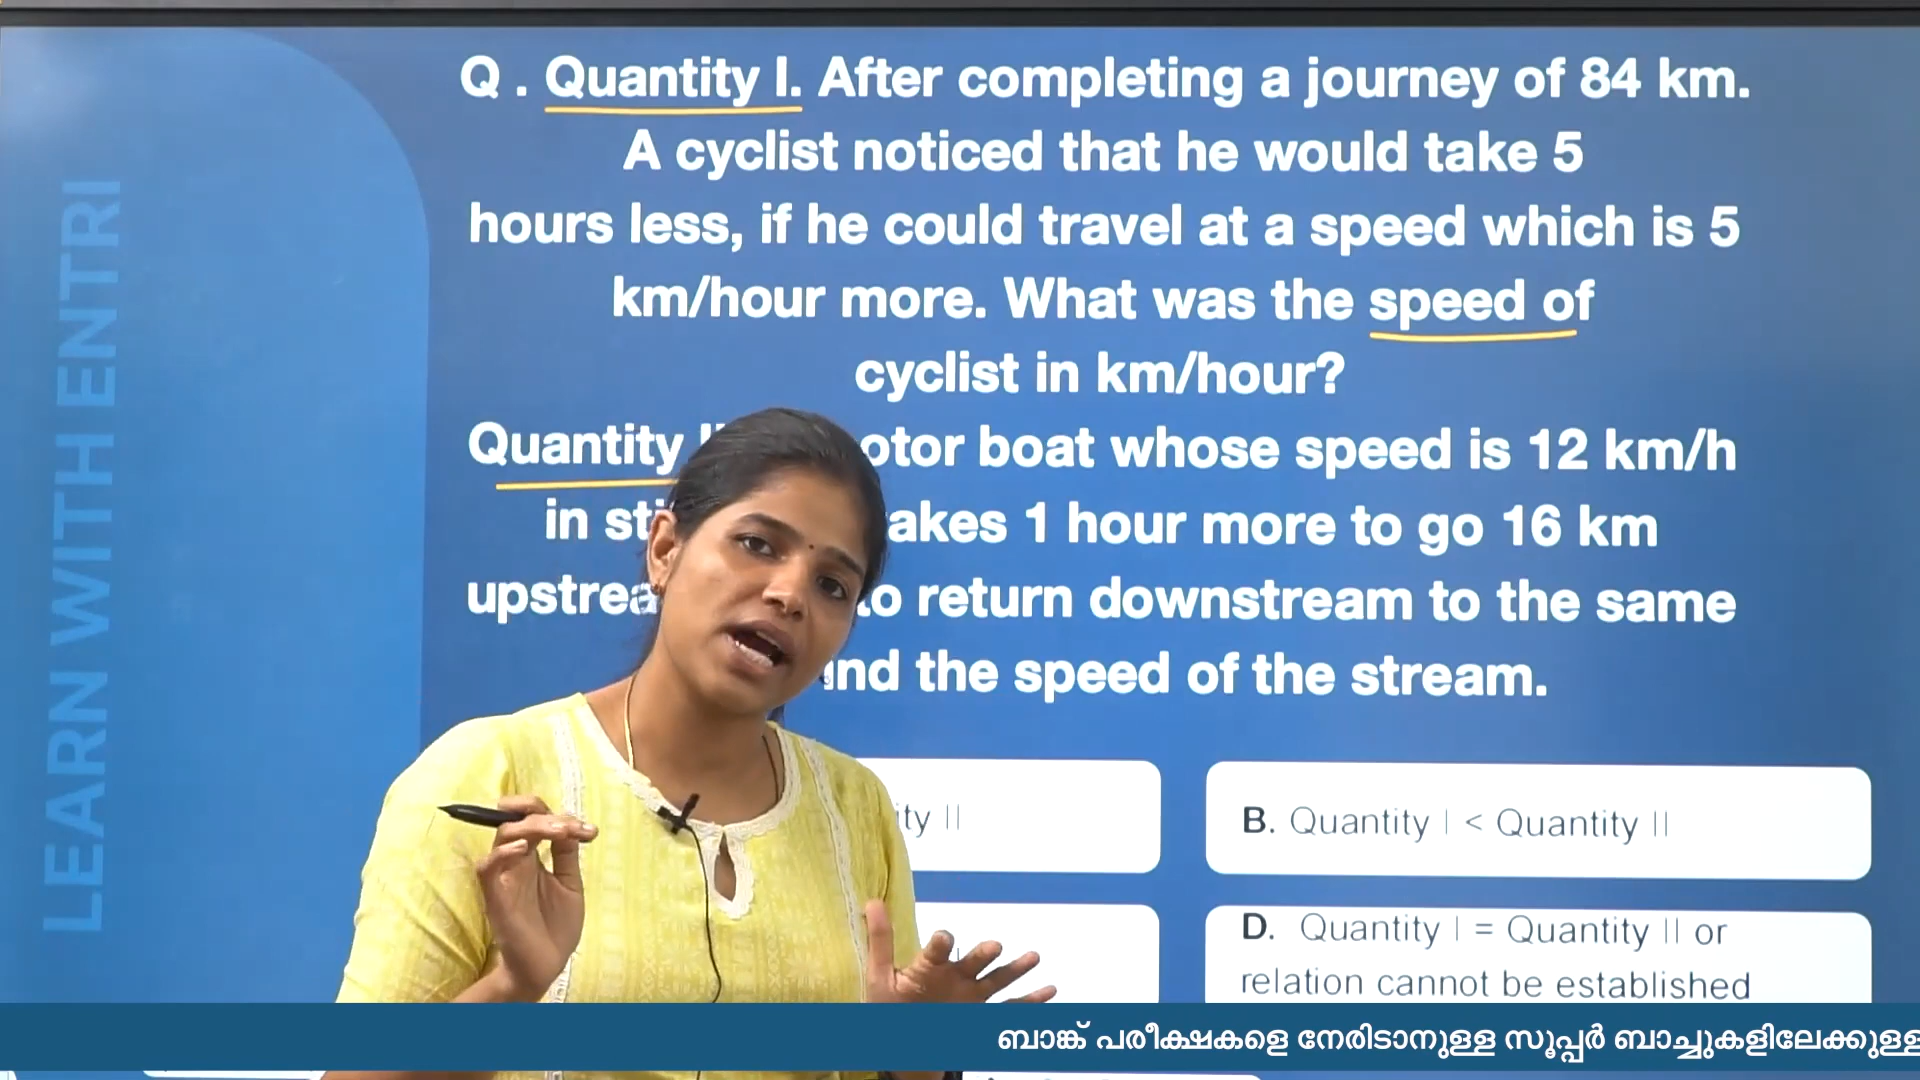 Q . Quantity I. After completing a journey of 84 km.
A cyclist noticed that he would take 5
hours less, if he could travel at a speed which is 5
km/hour more. What was the speed of
cyclist in km/hour?
Quantity otor boat whose speed is 12 km/h
in sti akes 1 hour more to go 16 km
upstrea to return downstream to the same
ind the speed of the stream.
ity II
B. Quantity I < Quantity II
D. Quantity I = Quantity II or
relation cannot be established
LEARN WITH ENTRI
ബാങ്ക് പരീക്ഷകളെ നേരിടാനുള്ള സൂപ്പർ ബാച്ചുകളിലേക്കുള്ള